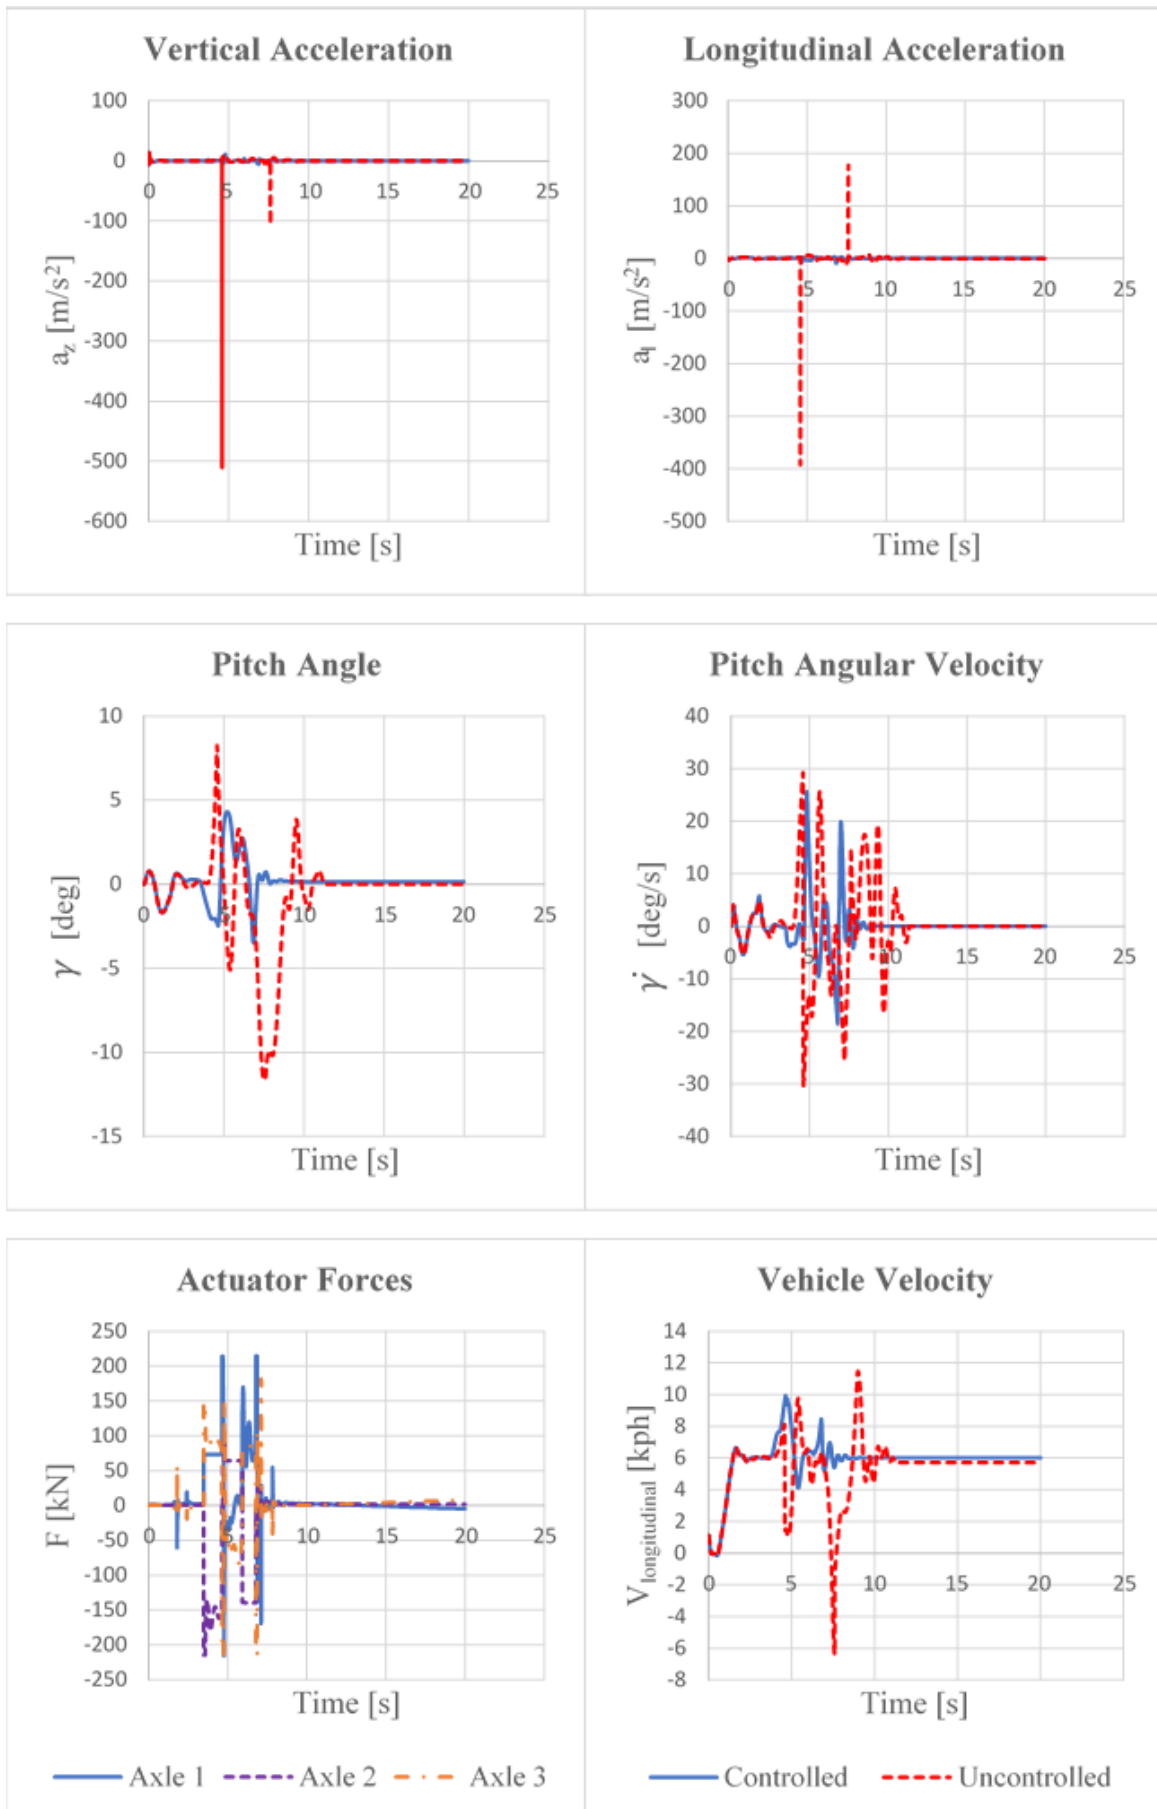 Vertical Acceleration
100
0
-100
-200
-300
-400
-500
-600
0 5 10 15 20 25
a_z [m/s²]
Time [s]
Longitudinal Acceleration
300
200
100
0
-100
-200
-300
-400
-500
0 5 10 15 20 25
a_l [m/s²]
Time [s]
Pitch Angle
10
5
0
-5
-10
-15
0 5 10 15 20 25
γ [deg]
Time [s]
Pitch Angular Velocity
40
30
20
10
0
-10
-20
-30
-40
0 5 10 15 20 25
γ̇ [deg/s]
Time [s]
Actuator Forces
250
200
150
100
50
0
-50
-100
-150
-200
-250
0 5 10 15 20 25
F [kN]
Time [s]
Axle 1 Axle 2 Axle 3
Vehicle Velocity
14
12
10
8
6
4
2
0
-2
-4
-6
-8
0 5 10 15 20 25
V_longitudinal [kph]
Time [s]
Controlled Uncontrolled